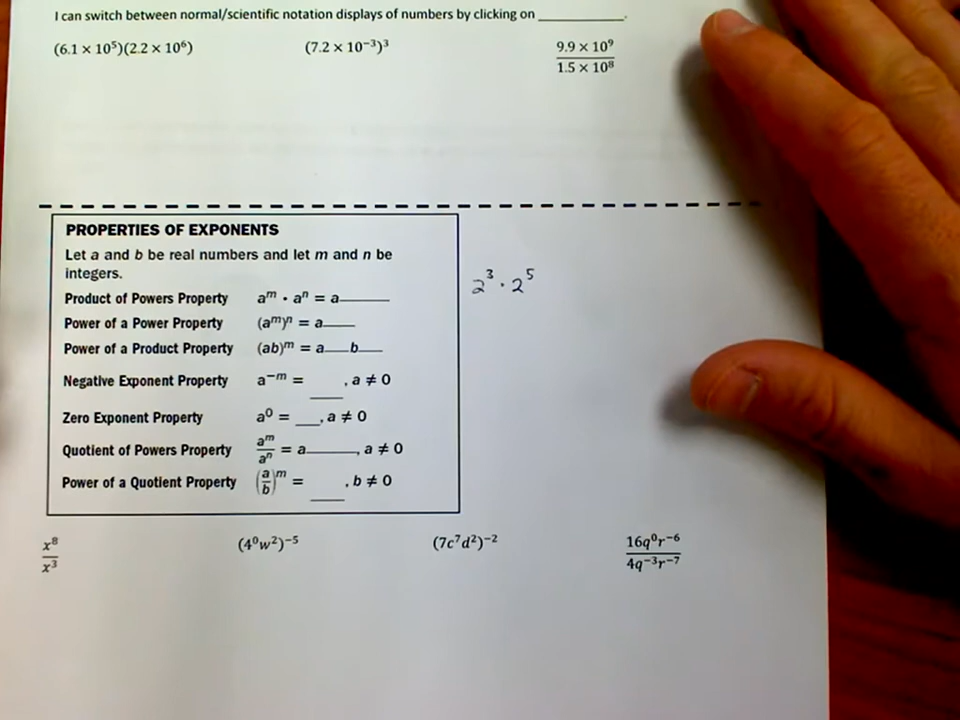 I can switch between normal/scientific notation displays of numbers by clicking on ____________.
(6.1 × 10⁵)(2.2 × 10⁶) (7.2 × 10⁻³)³ 9.9 × 10⁹
1.5 × 10⁸
PROPERTIES OF EXPONENTS
Let a and b be real numbers and let m and n be
integers.
2³ · 2⁵
Product of Powers Property aᵐ • aⁿ = a______
Power of a Power Property (aᵐ)ⁿ = a____
Power of a Product Property (ab)ᵐ = a___b___
Negative Exponent Property a⁻ᵐ = ____, a ≠ 0
Zero Exponent Property a⁰ = ___, a ≠ 0
Quotient of Powers Property aᵐ/aⁿ = a______, a ≠ 0
Power of a Quotient Property (a/b)ᵐ = ____, b ≠ 0
x⁸ (4⁰w²)⁻⁵ (7c⁷d²)⁻² 16q⁰r⁻⁶
x³ 4q⁻³r⁻⁷